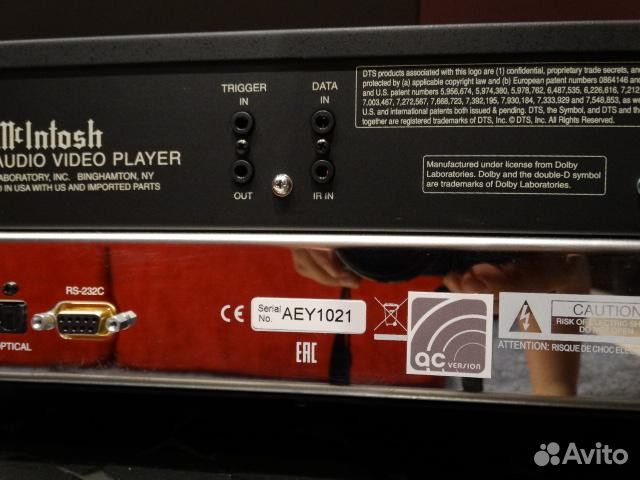 TRIGGER
IN
OUT
DATA
IN
IR IN
DTS products associated with this logo are (1) confidential, proprietary trade secrets,
protected by (a) applicable copyright law and (b) European patent numbers 0864146 and
and U.S. patent numbers 5,956,674, 5,974,380, 5,978,762, 6,487,535, 6,226,616, 7,212
7,003,467, 7,272,567, 7,668,723, 7,392,195, 7,930,184, 7,333,929 and 7,548,853,
U.S. and international patents both issued & pending. DTS, the Symbol, and DTS and the
together are registered trademarks of DTS, Inc. © DTS, Inc. All Rights Reserved.
McIntosh
AUDIO VIDEO PLAYER
LABORATORY, INC. BINGHAMTON, NY
IN USA WITH US AND IMPORTED PARTS
Manufactured under license from Dolby
Laboratories. Dolby and the double-D symbol
are trademarks of Dolby Laboratories.
RS-232C
OPTICAL
CE
Serial No. AEY1021
EAC
QC VERSION
CAUTION
RISK OF ELECTRIC
DO NOT OPEN
ATTENTION: RISQUE DE CHOC
Avito